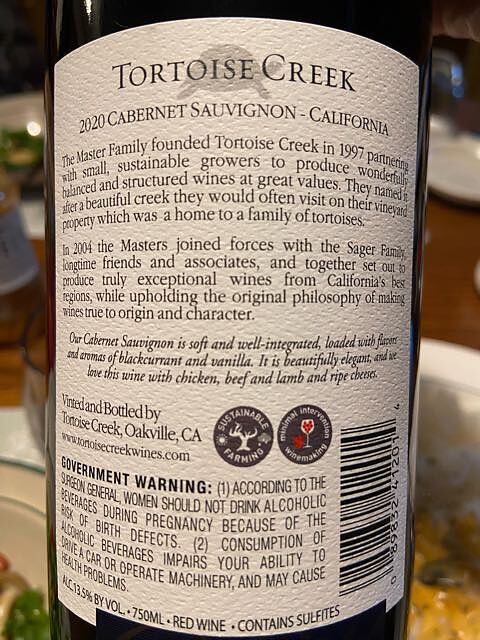 TORTOISE CREEK
2020 CABERNET SAUVIGNON - CALIFORNIA
The Master Family founded Tortoise Creek in 1997 partnering
with small, sustainable growers to produce wonderfully
balanced and structured wines at great values. They named it
after a beautiful creek they would often visit on their vineyard
property which was a home to a family of tortoises.
In 2004 the Masters joined forces with the Sager Family,
longtime friends and associates, and together set out to
produce truly exceptional wines from California's best
regions, while upholding the original philosophy of making
wines true to origin and character.
Our Cabernet Sauvignon is soft and well-integrated, loaded with flavors
and aromas of blackcurrant and vanilla. It is beautifully elegant, and we
love this wine with chicken, beef and lamb and ripe cheeses.
Vinted and Bottled by
Tortoise Creek, Oakville, CA
www.tortoisecreekwines.com
SUSTAINABLE
FARMING
minimal intervention
winemaking
GOVERNMENT WARNING: (1) ACCORDING TO THE
SURGEON GENERAL, WOMEN SHOULD NOT DRINK ALCOHOLIC
BEVERAGES DURING PREGNANCY BECAUSE OF THE
RISK OF BIRTH DEFECTS. (2) CONSUMPTION OF
ALCOHOLIC BEVERAGES IMPAIRS YOUR ABILITY TO
DRIVE A CAR OR OPERATE MACHINERY, AND MAY CAUSE
HEALTH PROBLEMS.
ALC.13.5% BY VOL. • 750ML • RED WINE • CONTAINS SULFITES